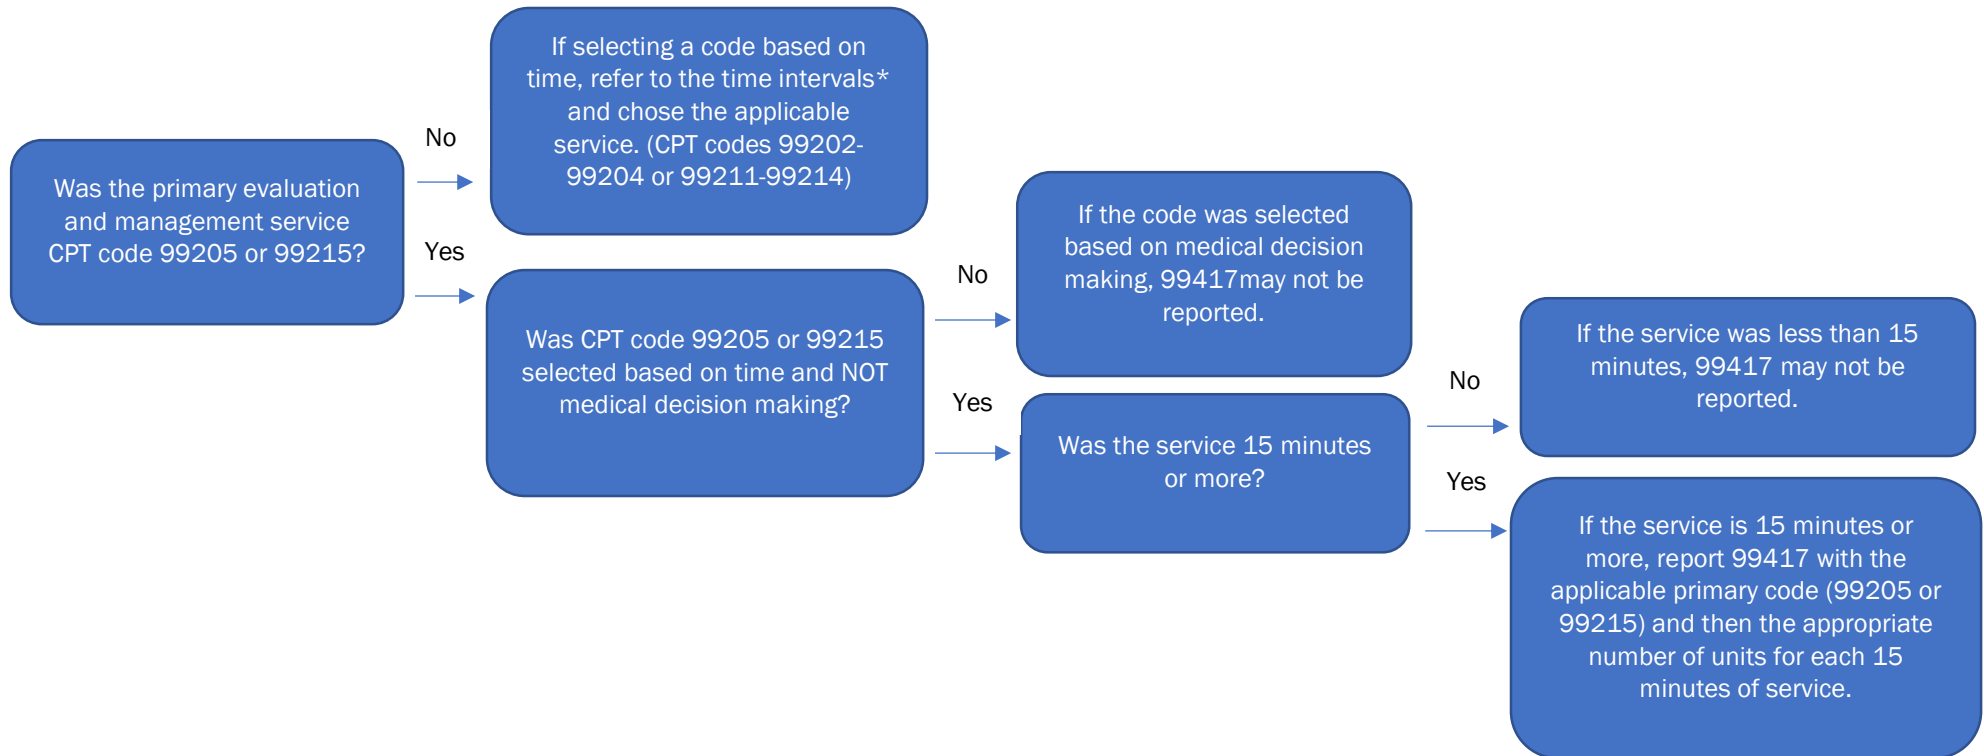 Was the primary evaluation
and management service
CPT code 99205 or 99215?
No
Yes
If selecting a code based on
time, refer to the time intervals*
and chose the applicable
service. (CPT codes 99202-
99204 or 99211-99214)
Was CPT code 99205 or 99215
selected based on time and NOT
medical decision making?
No
Yes
If the code was selected
based on medical decision
making, 99417may not be
reported.
Was the service 15 minutes
or more?
No
Yes
If the service was less than 15
minutes, 99417 may not be
reported.
If the service is 15 minutes or
more, report 99417 with the
applicable primary code (99205 or
99215) and then the appropriate
number of units for each 15
minutes of service.